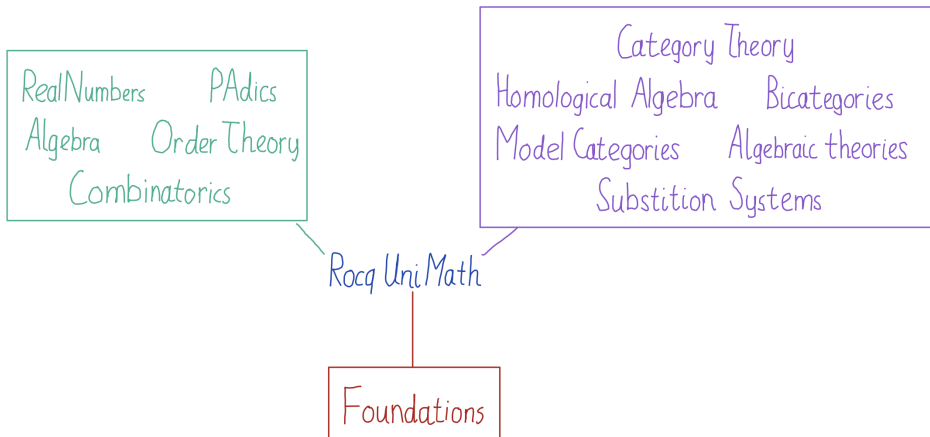 RealNumbers PAdics
Algebra Order Theory
Combinatorics
Category Theory
Homological Algebra Bicategories
Model Categories Algebraic theories
Substition Systems
Rocq UniMath
Foundations